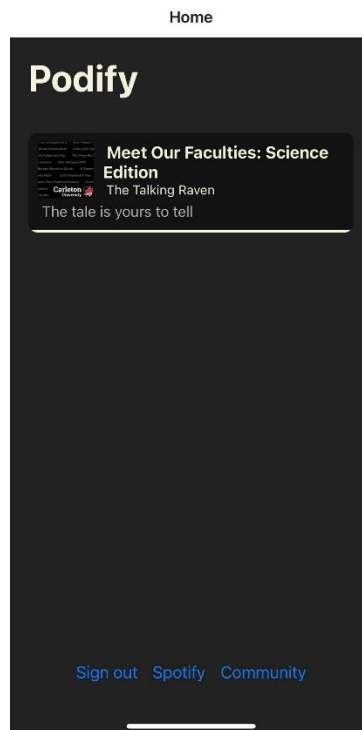 Home
Podify
Carleton
University
Meet Our Faculties: Science
Edition
The Talking Raven
The tale is yours to tell
Sign out Spotify Community